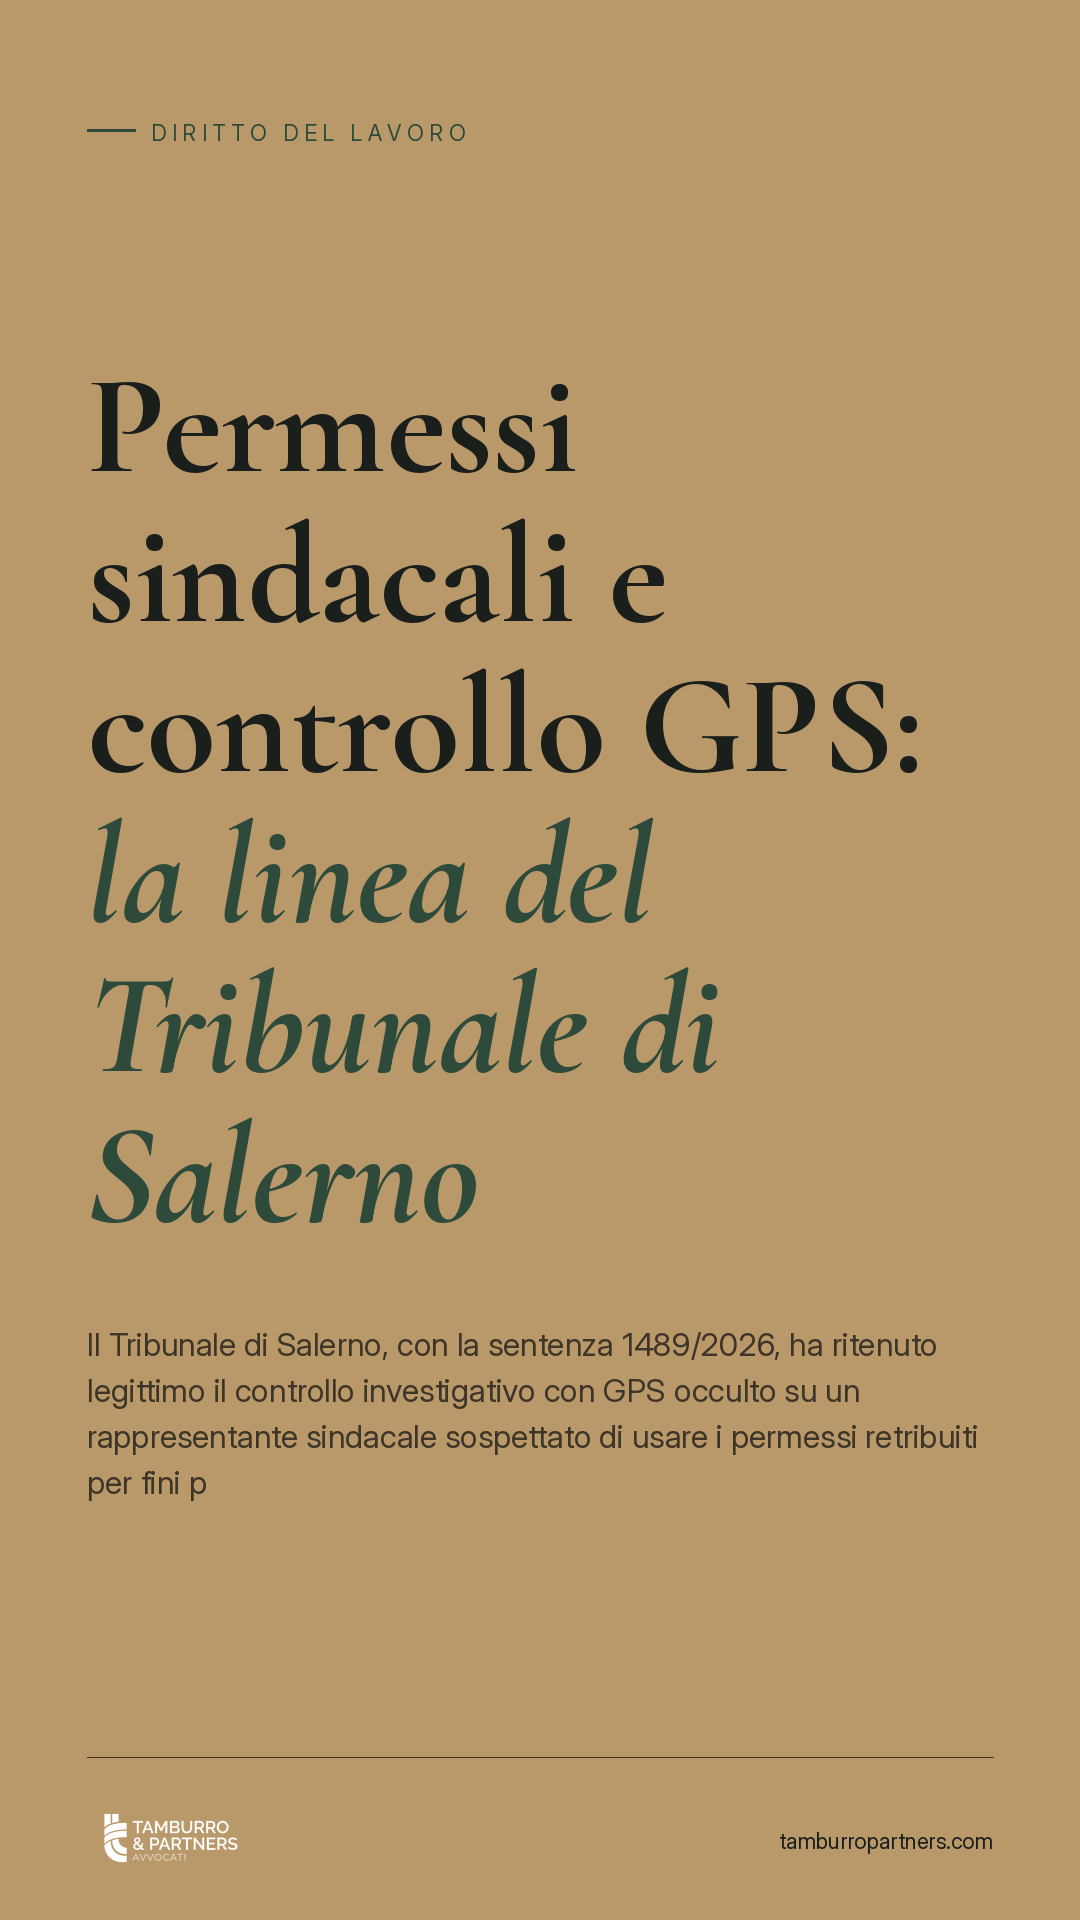 DIRITTO DEL LAVORO
Permessi
sindacali e
controllo GPS:
la linea del
Tribunale di
Salerno
Il Tribunale di Salerno, con la sentenza 1489/2026, ha ritenuto
legittimo il controllo investigativo con GPS occulto su un
rappresentante sindacale sospettato di usare i permessi retribuiti
per fini p
TAMBURRO
& PARTNERS
AVVOCATI
tamburropartners.com